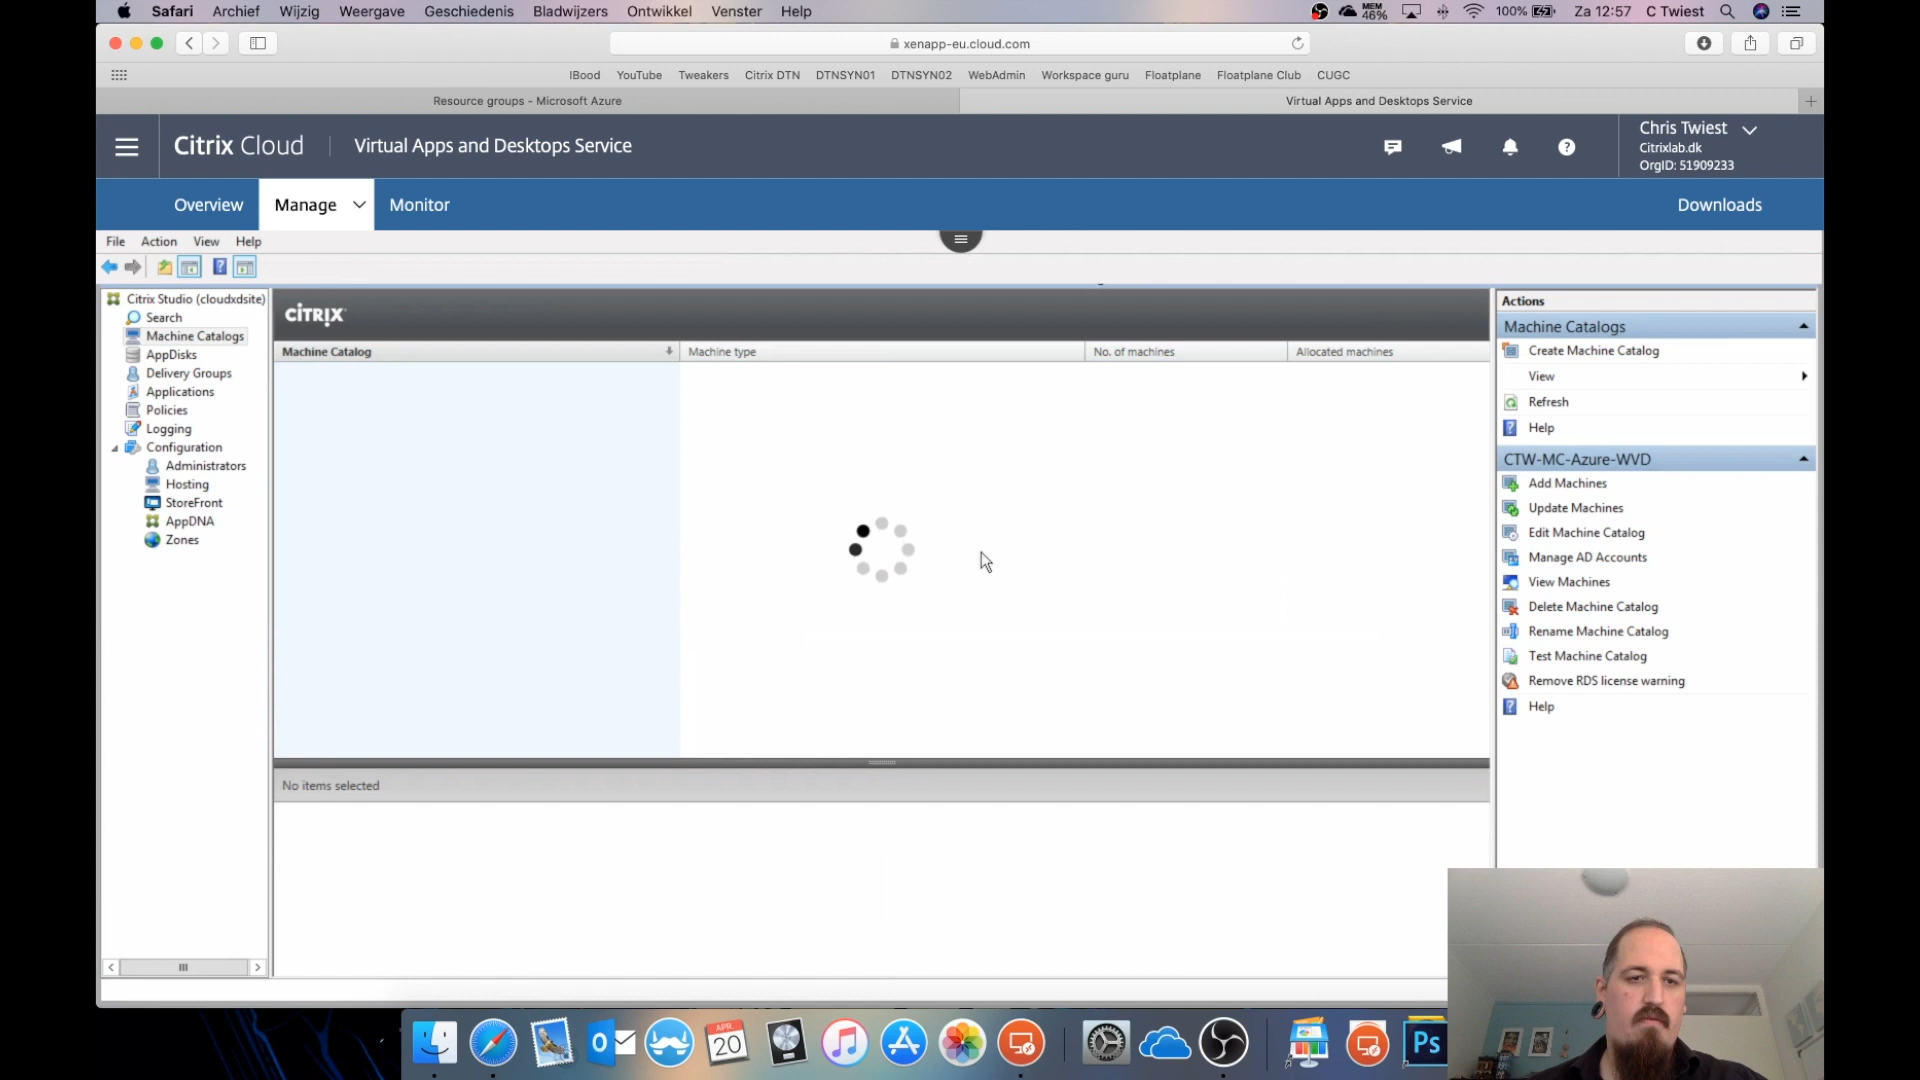 Safari Archief Wijzig Weergave Geschiedenis Bladwijzers Ontwikkel Venster Help
MEM 46% 100% Za 12:57 C Twiest
xenapp-eu.cloud.com
IBood YouTube Tweakers Citrix DTN DTNSYN01 DTNSYN02 WebAdmin Workspace guru Floatplane Floatplane Club CUGC
Resource groups - Microsoft Azure
Virtual Apps and Desktops Service
Citrix Cloud
Virtual Apps and Desktops Service
Chris Twiest
Citrixlab.dk
OrgID: 51909233
Overview Manage Monitor Downloads
File Action View Help
Citrix Studio (cloudxdsite)
Search
Machine Catalogs
AppDisks
Delivery Groups
Applications
Policies
Logging
Configuration
Administrators
Hosting
StoreFront
AppDNA
Zones
CITRIX
Machine Catalog Machine type No. of machines Allocated machines
No items selected
Actions
Machine Catalogs
Create Machine Catalog
View
Refresh
Help
CTW-MC-Azure-WVD
Add Machines
Update Machines
Edit Machine Catalog
Manage AD Accounts
View Machines
Delete Machine Catalog
Rename Machine Catalog
Test Machine Catalog
Remove RDS license warning
Help
APR.
20
Ps